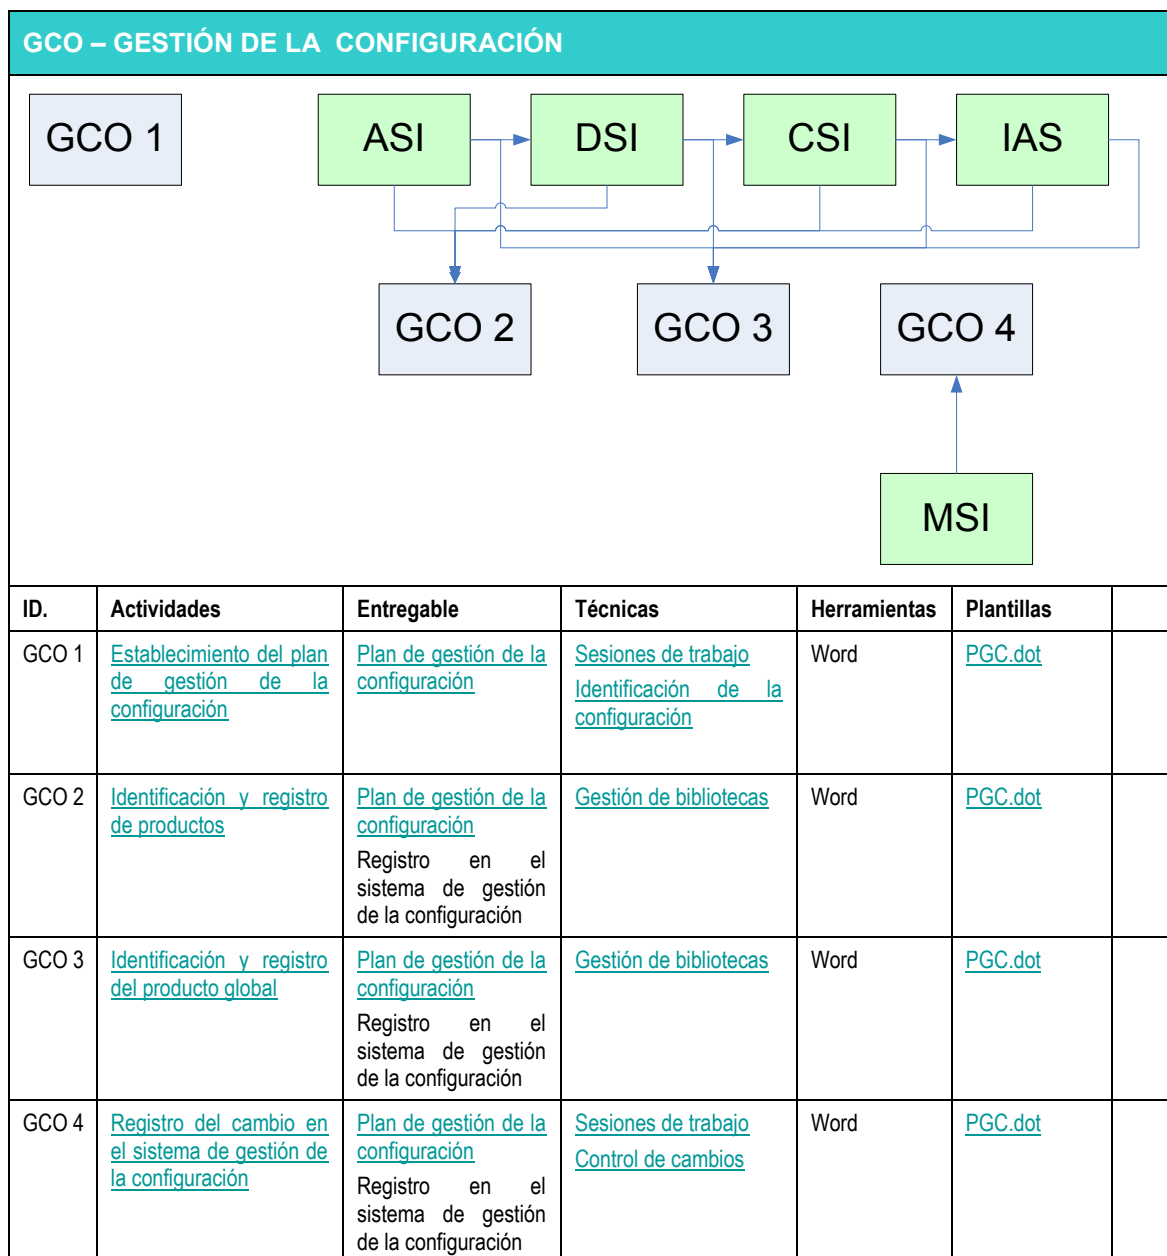 GCO – GESTIÓN DE LA CONFIGURACIÓN
GCO 1
ASI
DSI
CSI
IAS
GCO 2
GCO 3
GCO 4
MSI
ID. Actividades Entregable Técnicas Herramientas Plantillas
GCO 1
Establecimiento del plan
de gestión de la
configuración
Plan de gestión de la
configuración
Sesiones de trabajo
Identificación de la
configuración
Word
PGC.dot
GCO 2
Identificación y registro
de productos
Plan de gestión de la
configuración
Registro en el
sistema de gestión
de la configuración
Gestión de bibliotecas
Word
PGC.dot
GCO 3
Identificación y registro
del producto global
Plan de gestión de la
configuración
Registro en el
sistema de gestión
de la configuración
Gestión de bibliotecas
Word
PGC.dot
GCO 4
Registro del cambio en
el sistema de gestión de
la configuración
Plan de gestión de la
configuración
Registro en el
sistema de gestión
de la configuración
Sesiones de trabajo
Control de cambios
Word
PGC.dot